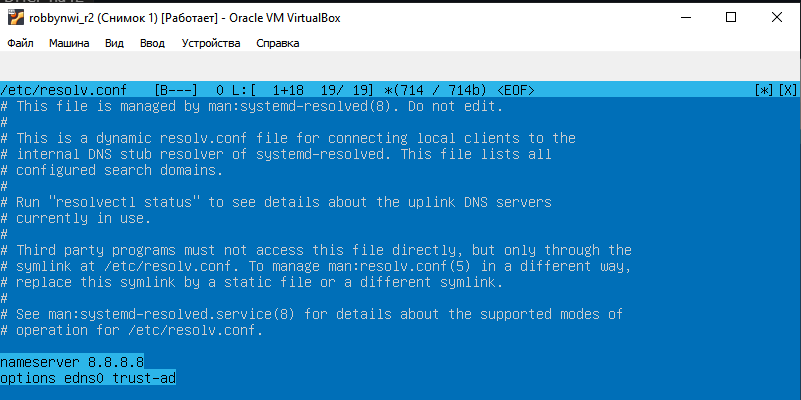 robbynwi_r2 (Снимок 1) [Работает] - Oracle VM VirtualBox
Файл Машина Вид Ввод Устройства Справка
/etc/resolv.conf [B---] 0 L:[ 1+18 19/ 19] *(714 / 714b) <EOF> [*][X]
# This file is managed by man:systemd-resolved(8). Do not edit.
#
# This is a dynamic resolv.conf file for connecting local clients to the
# internal DNS stub resolver of systemd-resolved. This file lists all
# configured search domains.
#
# Run "resolvectl status" to see details about the uplink DNS servers
# currently in use.
#
# Third party programs must not access this file directly, but only through the
# symlink at /etc/resolv.conf. To manage man:resolv.conf(5) in a different way,
# replace this symlink by a static file or a different symlink.
#
# See man:systemd-resolved.service(8) for details about the supported modes of
# operation for /etc/resolv.conf.
nameserver 8.8.8.8
options edns0 trust-ad